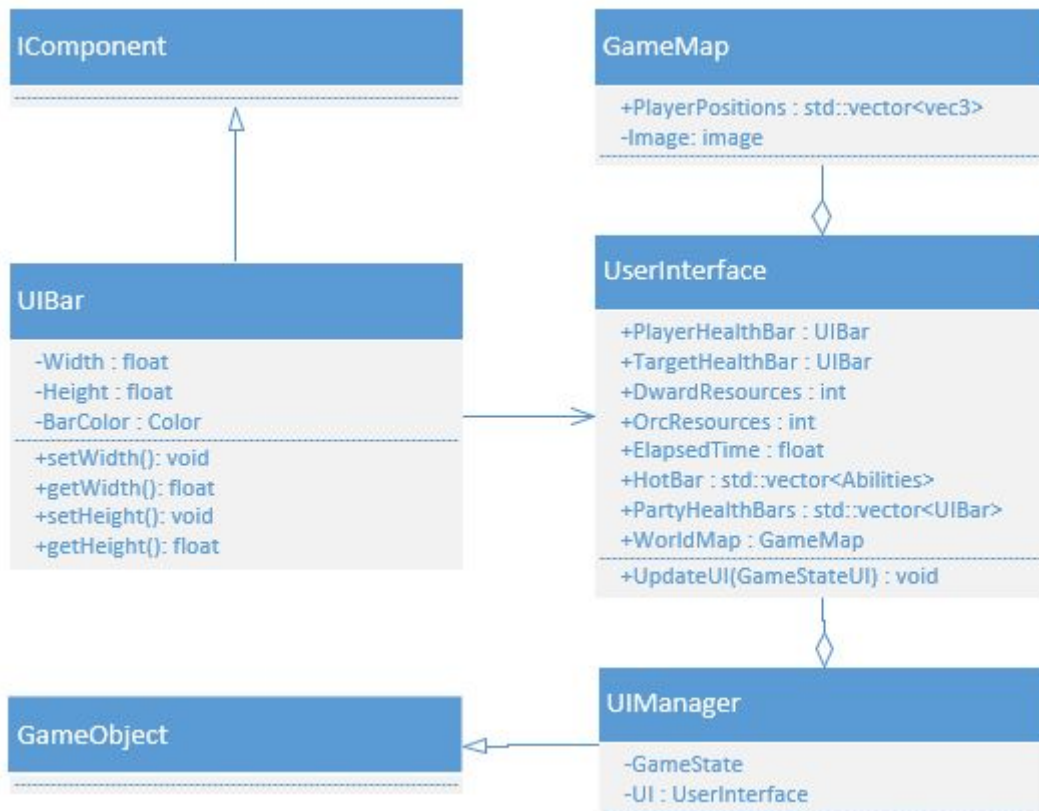 IComponent
GameMap
+PlayerPositions : std::vector<vec3>
-Image: image
UIBar
-Width : float
-Height : float
-BarColor : Color
+setWidth(): void
+getWidth(): float
+setHeight(): void
+getHeight(): float
UserInterface
+PlayerHealthBar : UIBar
+TargetHealthBar : UIBar
+DwardResources : int
+OrcResources : int
+ElapsedTime : float
+HotBar : std::vector<Abilities>
+PartyHealthBars : std::vector<UIBar>
+WorldMap : GameMap
+UpdateUI(GameStateUI) : void
GameObject
UIManager
-GameState
-UI : UserInterface